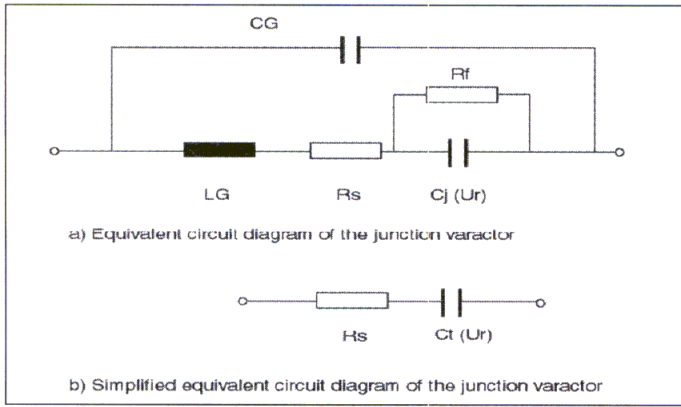 CG
Rf
LG
Rs
Cj (Ur)
a) Equivalent circuit diagram of the junction varactor
Rs
Ct (Ur)
b) Simplified equivalent circuit diagram of the junction varactor